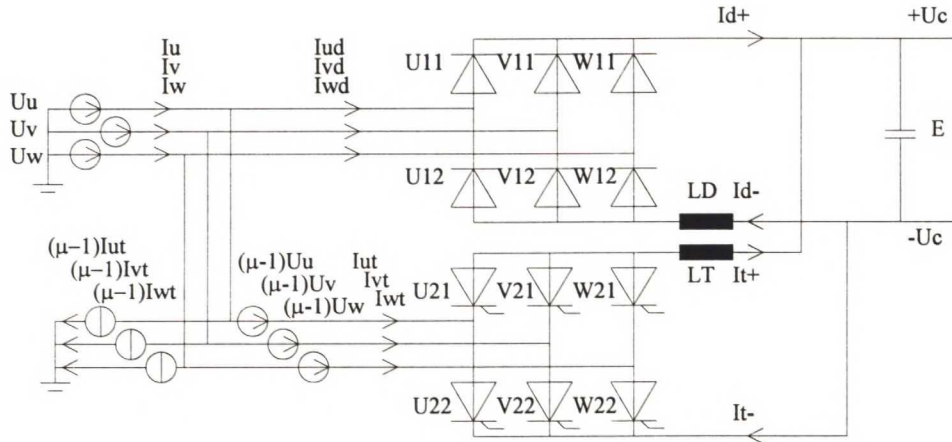 Id+ +Uc
Iu Iud
Iv Ivd
Iw Iwd
U11 V11 W11
Uu
Uv
Uw
E
U12 V12 W12
LD Id-
-Uc
LT It+
(μ−1)Iut (μ-1)Uu Iut
(μ−1)Ivt (μ-1)Uv Ivt
(μ−1)Iwt (μ-1)Uw Iwt
U21 V21 W21
U22 V22 W22
It-